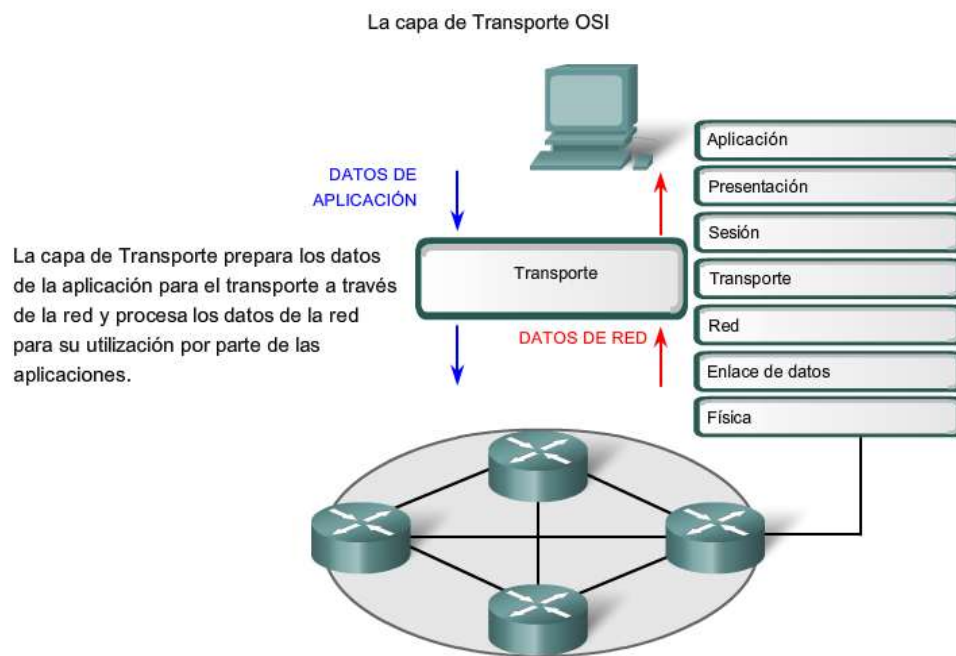 La capa de Transporte OSI
DATOS DE
APLICACIÓN
La capa de Transporte prepara los datos
de la aplicación para el transporte a través
de la red y procesa los datos de la red
para su utilización por parte de las
aplicaciones.
Transporte
DATOS DE RED
Aplicación
Presentación
Sesión
Transporte
Red
Enlace de datos
Física